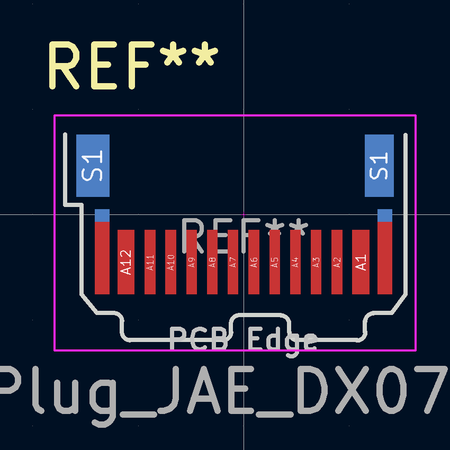 REF**
S1 S1
REF**
A12 A11 A10 A9 A8 A7 A6 A5 A4 A3 A2 A1
PCB Edge
Plug_JAE_DX07